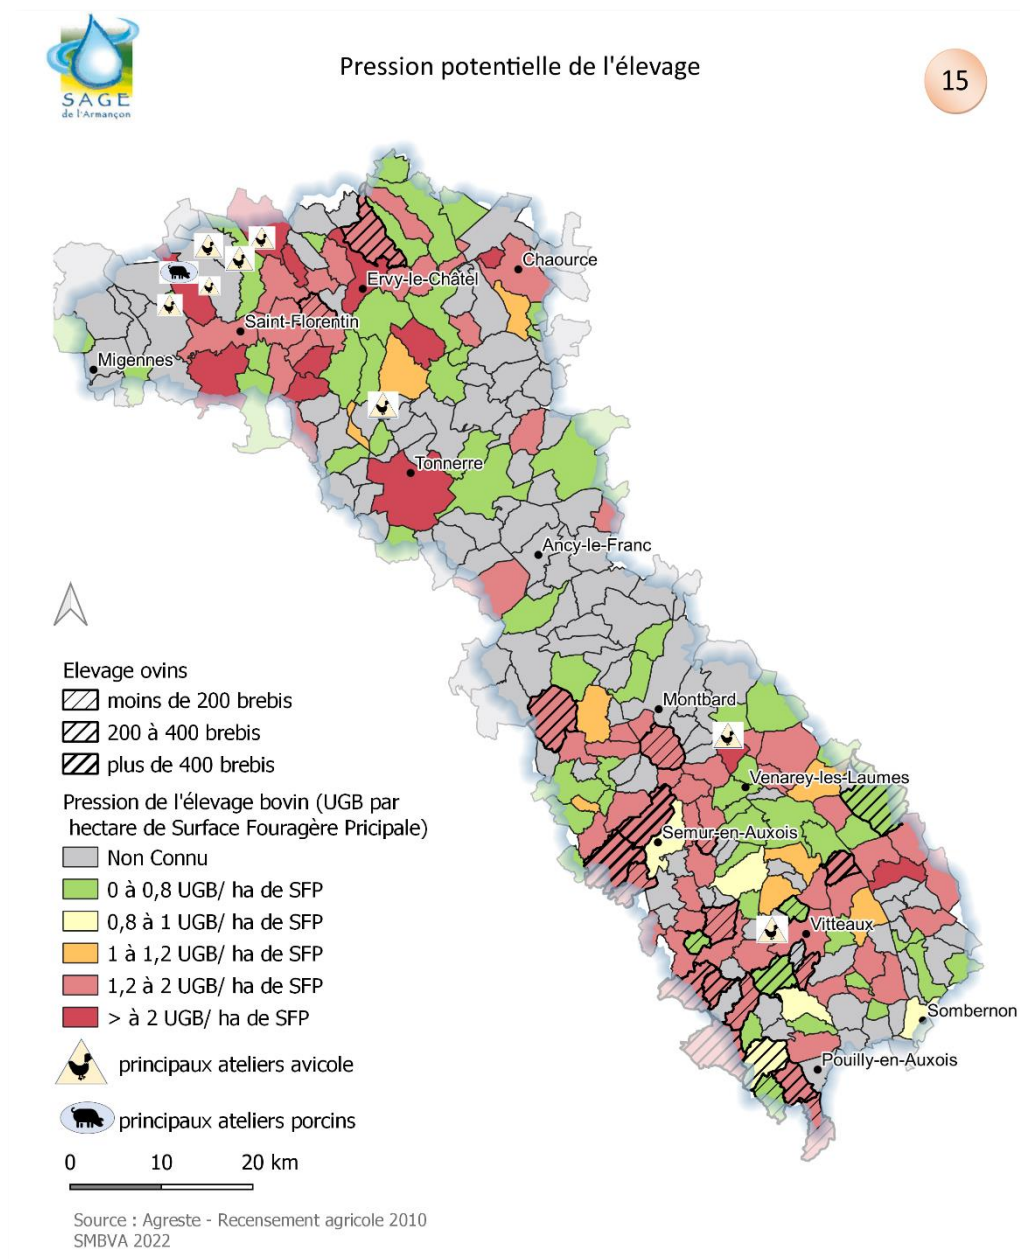 SAGE
de l'Armançon
Pression potentielle de l'élevage
15
Chaource
Ervy-le-Châtel
Saint-Florentin
Migennes
Tonnerre
Ancy-le-Franc
Montbard
Venarey-les-Laumes
Semur-en-Auxois
Vitteaux
Sombernon
Pouilly-en-Auxois
Elevage ovins
moins de 200 brebis
200 à 400 brebis
plus de 400 brebis
Pression de l'élevage bovin (UGB par
hectare de Surface Fouragère Pricipale)
Non Connu
0 à 0,8 UGB/ ha de SFP
0,8 à 1 UGB/ ha de SFP
1 à 1,2 UGB/ ha de SFP
1,2 à 2 UGB/ ha de SFP
> à 2 UGB/ ha de SFP
principaux ateliers avicole
principaux ateliers porcins
0 10 20 km
Source : Agreste - Recensement agricole 2010
SMBVA 2022